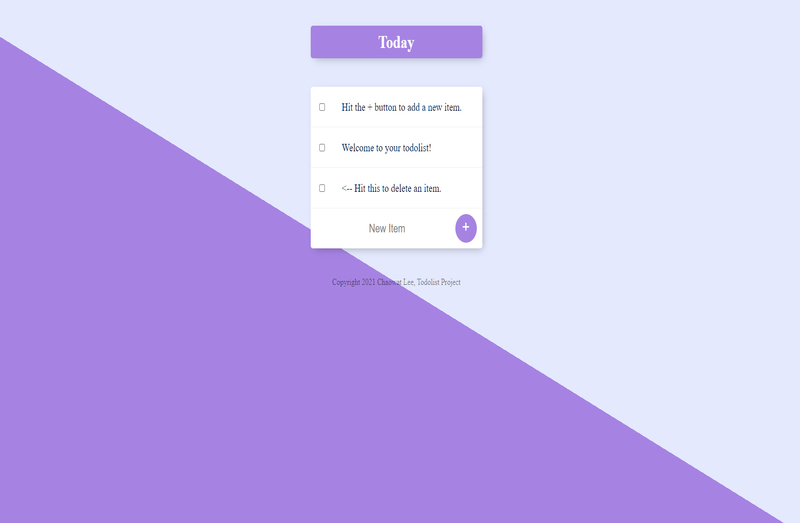 Today
Hit the + button to add a new item.
Welcome to your todolist!
<-- Hit this to delete an item.
New Item
+
Copyright 2021 Chaowat Lee, Todolist Project